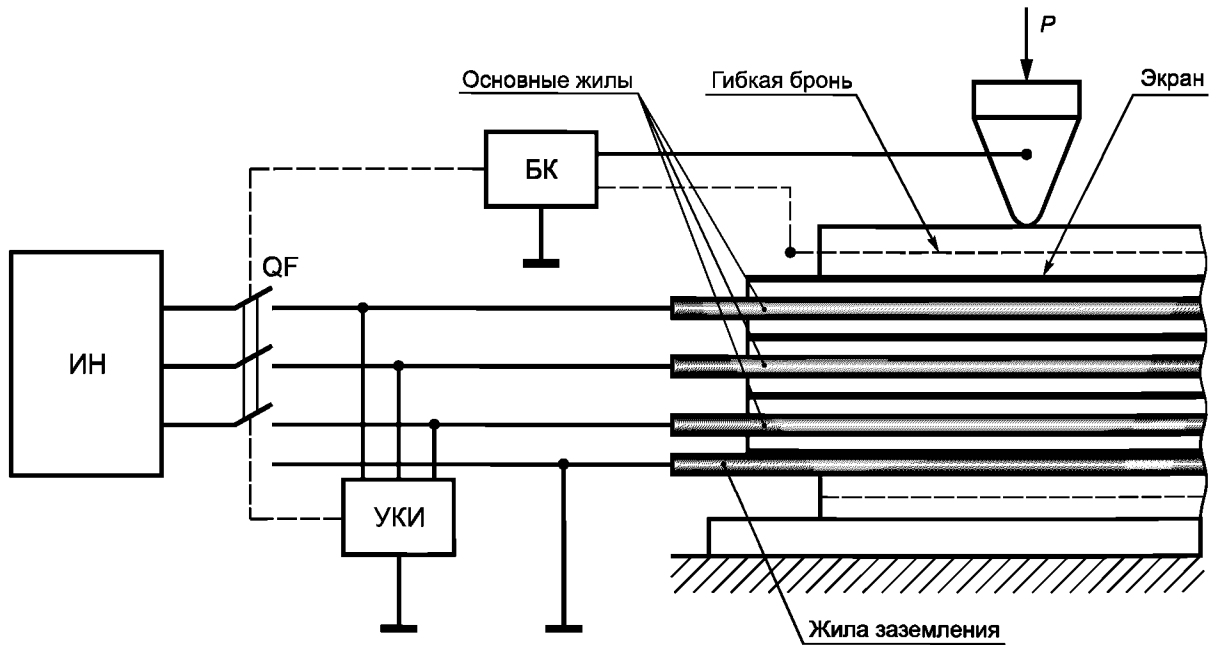 P
Основные жилы
Гибкая бронь
Экран
БК
QF
ИН
УКИ
Жила заземления